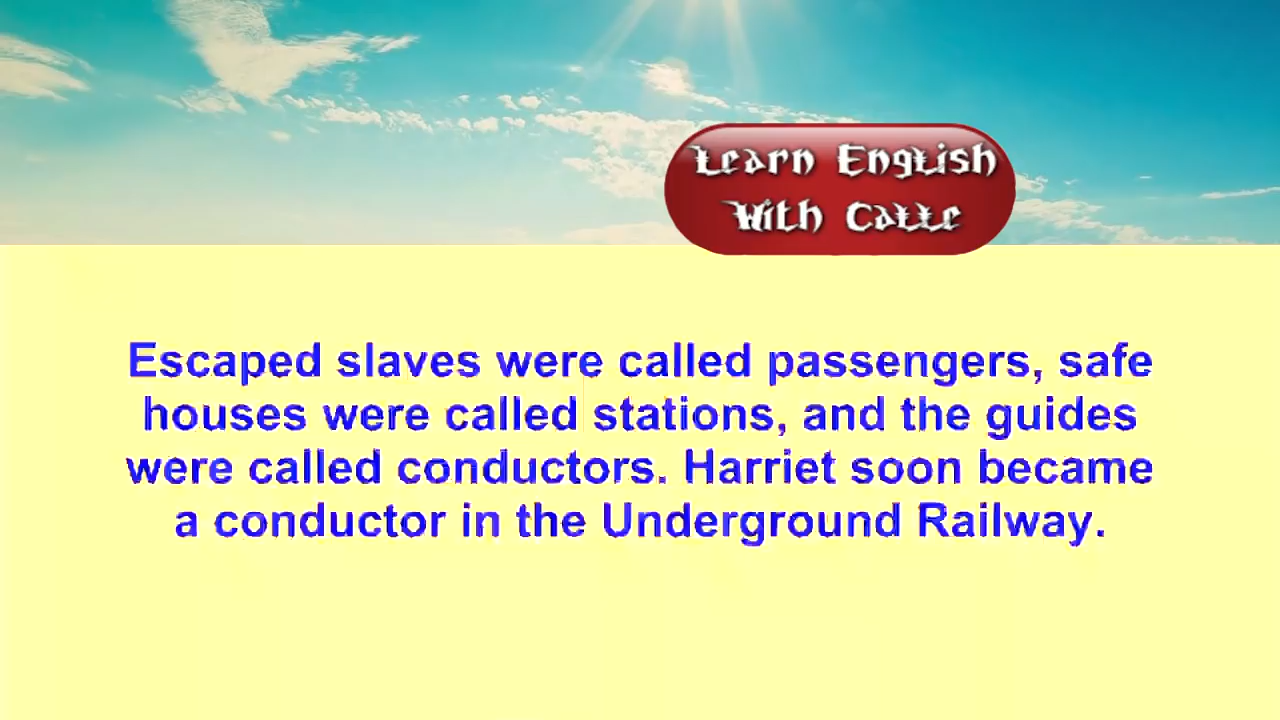 Learn English
With Calle
Escaped slaves were called passengers, safe
houses were called stations, and the guides
were called conductors. Harriet soon became
a conductor in the Underground Railway.